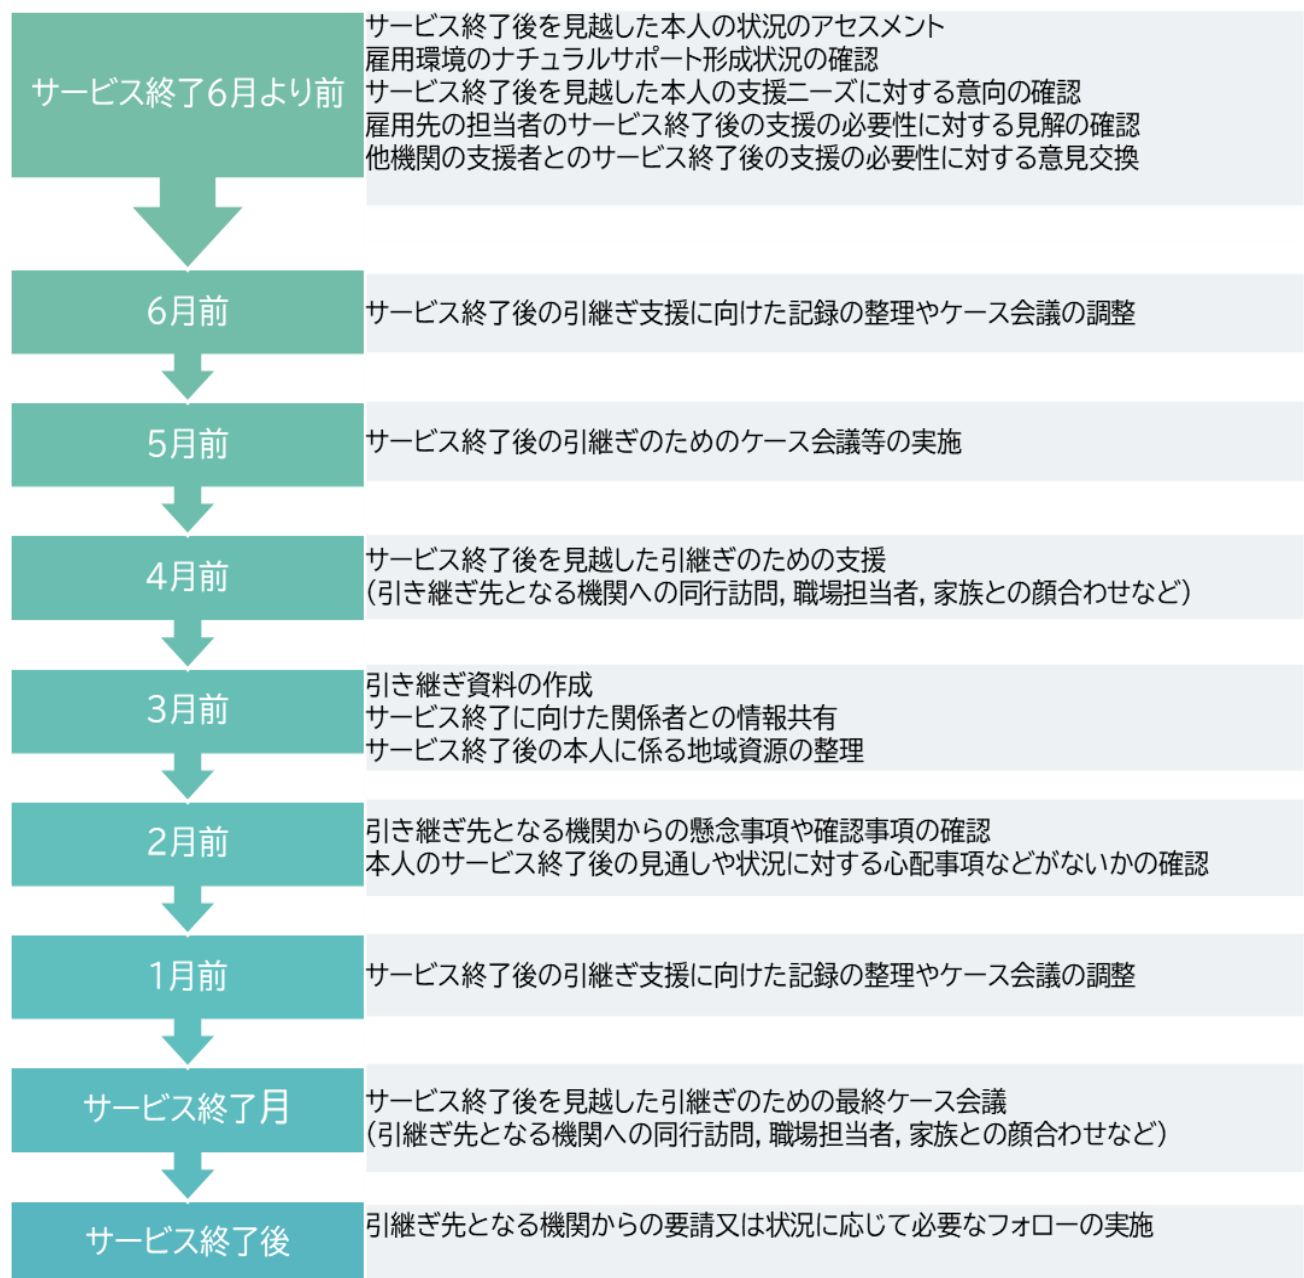 サービス終了6月より前
サービス終了後を見越した本人の状況のアセスメント
雇用環境のナチュラルサポート形成状況の確認
サービス終了後を見越した本人の支援ニーズに対する意向の確認
雇用先の担当者のサービス終了後の支援の必要性に対する見解の確認
他機関の支援者とのサービス終了後の支援の必要性に対する意見交換
6月前
サービス終了後の引継ぎ支援に向けた記録の整理やケース会議の調整
5月前
サービス終了後の引継ぎのためのケース会議等の実施
4月前
サービス終了後を見越した引継ぎのための支援
（引き継ぎ先となる機関への同行訪問, 職場担当者, 家族との顔合わせなど）
3月前
引き継ぎ資料の作成
サービス終了に向けた関係者との情報共有
サービス終了後の本人に係る地域資源の整理
2月前
引き継ぎ先となる機関からの懸念事項や確認事項の確認
本人のサービス終了後の見通しや状況に対する心配事項などがないかの確認
1月前
サービス終了後の引継ぎ支援に向けた記録の整理やケース会議の調整
サービス終了月
サービス終了後を見越した引継ぎのための最終ケース会議
（引継ぎ先となる機関への同行訪問, 職場担当者, 家族との顔合わせなど）
サービス終了後
引継ぎ先となる機関からの要請又は状況に応じて必要なフォローの実施